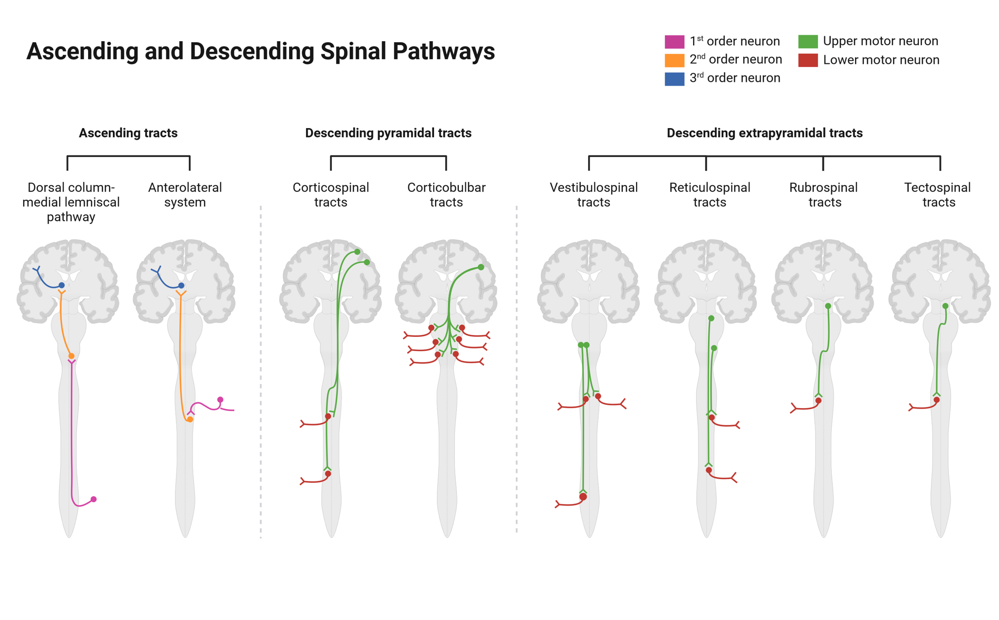 Ascending and Descending Spinal Pathways
1st order neuron
2nd order neuron
3rd order neuron
Upper motor neuron
Lower motor neuron
Ascending tracts
Descending pyramidal tracts
Descending extrapyramidal tracts
Dorsal column-
medial lemniscal
pathway
Anterolateral
system
Corticospinal
tracts
Corticobulbar
tracts
Vestibulospinal
tracts
Reticulospinal
tracts
Rubrospinal
tracts
Tectospinal
tracts